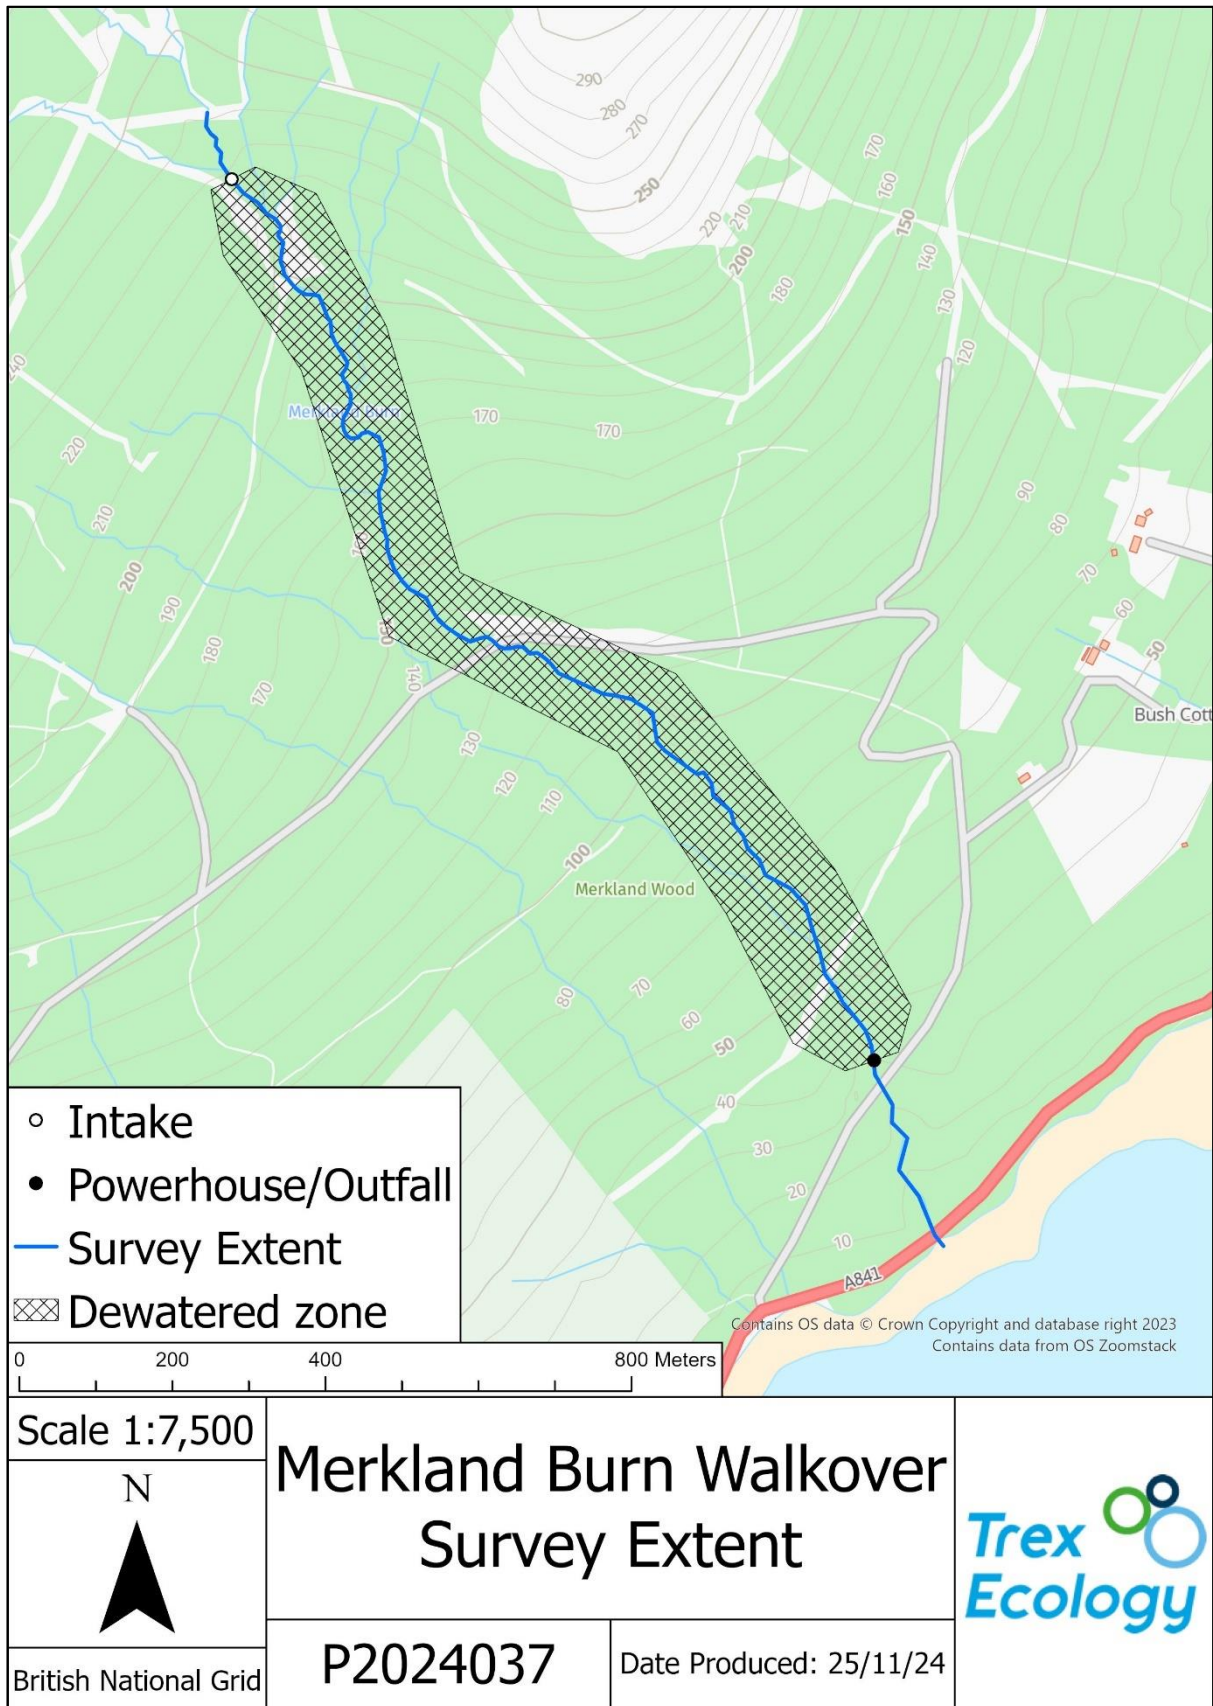 290
280
270
250
220
210
200
170
160
150
140
180
130
120
240
Merkland Burn
170
170
220
210
200
190
180
170
150
140
130
120
110
100
90
80
70
60
50
Bush Cott
Merkland Wood
80
70
60
50
40
30
20
10
A841
Intake
Powerhouse/Outfall
Survey Extent
Dewatered zone
Contains OS data © Crown Copyright and database right 2023
Contains data from OS Zoomstack
0 200 400 800 Meters
Scale 1:7,500
N
British National Grid
Merkland Burn Walkover
Survey Extent
P2024037
Date Produced: 25/11/24
Trex
Ecology